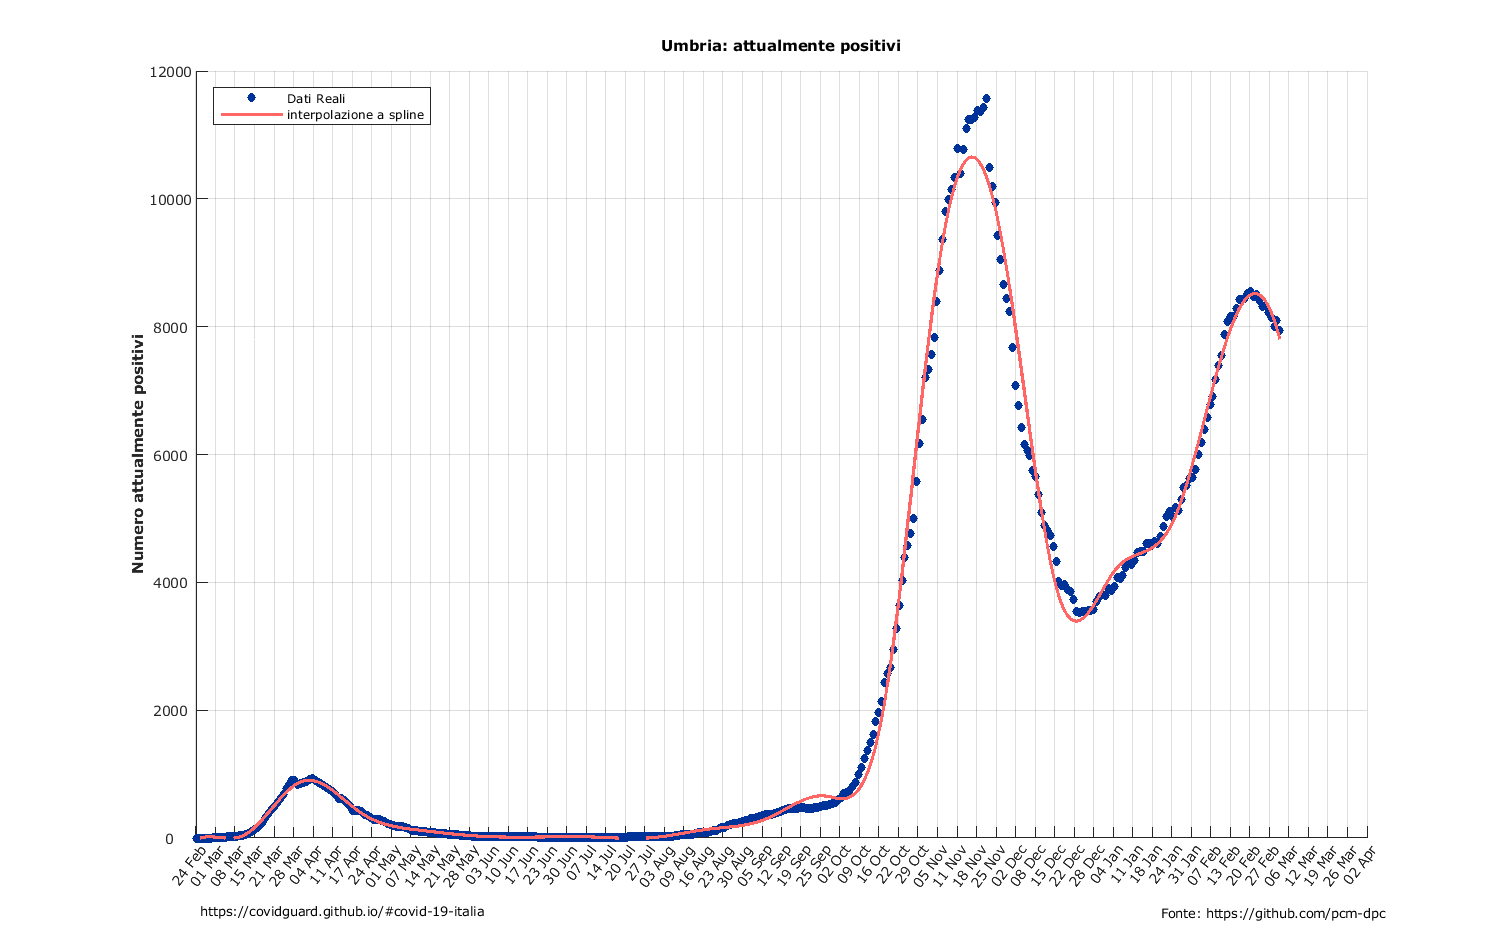 Umbria: attualmente positivi
Dati Reali
interpolazione a spline
Numero attualmente positivi
12000
10000
8000
6000
4000
2000
0
24 Feb
01 Mar
08 Mar
15 Mar
21 Mar
28 Mar
04 Apr
11 Apr
17 Apr
24 Apr
01 May
07 May
14 May
21 May
28 May
03 Jun
10 Jun
17 Jun
23 Jun
30 Jun
07 Jul
14 Jul
20 Jul
27 Jul
03 Aug
09 Aug
16 Aug
23 Aug
30 Aug
05 Sep
12 Sep
19 Sep
25 Sep
02 Oct
09 Oct
16 Oct
22 Oct
29 Oct
05 Nov
11 Nov
18 Nov
25 Nov
02 Dec
08 Dec
15 Dec
22 Dec
28 Dec
04 Jan
11 Jan
18 Jan
24 Jan
31 Jan
07 Feb
13 Feb
20 Feb
27 Feb
06 Mar
12 Mar
19 Mar
26 Mar
02 Apr
https://covidguard.github.io/#covid-19-italia
Fonte: https://github.com/pcm-dpc